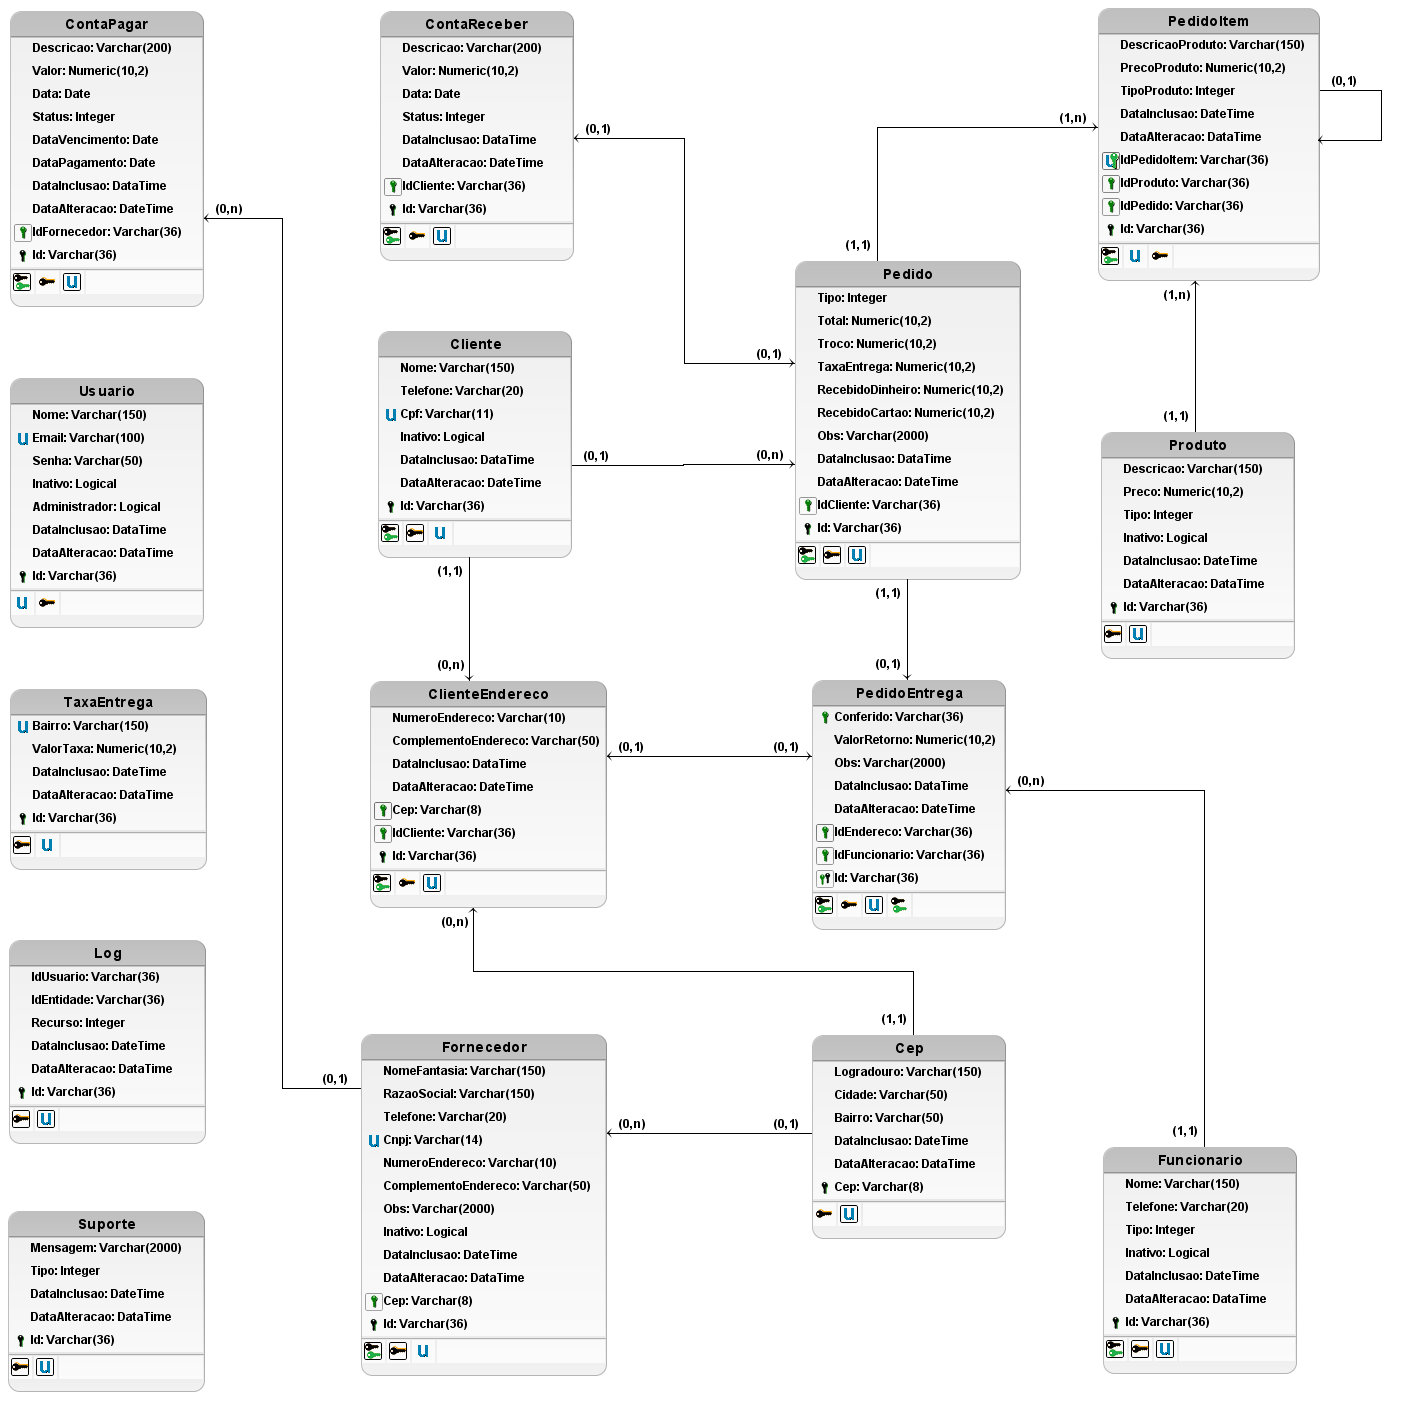 ContaPagar
Descricao: Varchar(200)
Valor: Numeric(10,2)
Data: Date
Status: Integer
DataVencimento: Date
DataPagamento: Date
DataInclusao: DataTime
DataAlteracao: DateTime
IdFornecedor: Varchar(36)
Id: Varchar(36)
(0,n)
ContaReceber
Descricao: Varchar(200)
Valor: Numeric(10,2)
Data: Date
Status: Integer
DataInclusao: DataTime
DataAlteracao: DateTime
IdCliente: Varchar(36)
Id: Varchar(36)
(0,1)
(0,1)
PedidoItem
DescricaoProduto: Varchar(150)
PrecoProduto: Numeric(10,2)
TipoProduto: Integer
DataInclusao: DateTime
DataAlteracao: DataTime
IdPedidoItem: Varchar(36)
IdProduto: Varchar(36)
IdPedido: Varchar(36)
Id: Varchar(36)
(0,1)
(1,n)
(1,1)
(1,n)
(1,1)
Pedido
Tipo: Integer
Total: Numeric(10,2)
Troco: Numeric(10,2)
TaxaEntrega: Numeric(10,2)
RecebidoDinheiro: Numeric(10,2)
RecebidoCartao: Numeric(10,2)
Obs: Varchar(2000)
DataInclusao: DataTime
DataAlteracao: DateTime
IdCliente: Varchar(36)
Id: Varchar(36)
Cliente
Nome: Varchar(150)
Telefone: Varchar(20)
Cpf: Varchar(11)
Inativo: Logical
DataInclusao: DataTime
DataAlteracao: DateTime
Id: Varchar(36)
(0,1)
(0,n)
(1,1)
(0,n)
(1,1)
(0,1)
Usuario
Nome: Varchar(150)
Email: Varchar(100)
Senha: Varchar(50)
Inativo: Logical
Administrador: Logical
DataInclusao: DateTime
DataAlteracao: DataTime
Id: Varchar(36)
Produto
Descricao: Varchar(150)
Preco: Numeric(10,2)
Tipo: Integer
Inativo: Logical
DataInclusao: DateTime
DataAlteracao: DataTime
Id: Varchar(36)
TaxaEntrega
Bairro: Varchar(150)
ValorTaxa: Numeric(10,2)
DataInclusao: DateTime
DataAlteracao: DataTime
Id: Varchar(36)
ClienteEndereco
NumeroEndereco: Varchar(10)
ComplementoEndereco: Varchar(50)
DataInclusao: DataTime
DataAlteracao: DateTime
Cep: Varchar(8)
IdCliente: Varchar(36)
Id: Varchar(36)
(0,1)
(0,1)
(0,n)
PedidoEntrega
Conferido: Varchar(36)
ValorRetorno: Numeric(10,2)
Obs: Varchar(2000)
DataInclusao: DataTime
DataAlteracao: DateTime
IdEndereco: Varchar(36)
IdFuncionario: Varchar(36)
Id: Varchar(36)
(0,n)
(1,1)
Log
IdUsuario: Varchar(36)
IdEntidade: Varchar(36)
Recurso: Integer
DataInclusao: DateTime
DataAlteracao: DataTime
Id: Varchar(36)
Fornecedor
NomeFantasia: Varchar(150)
RazaoSocial: Varchar(150)
Telefone: Varchar(20)
Cnpj: Varchar(14)
NumeroEndereco: Varchar(10)
ComplementoEndereco: Varchar(50)
Obs: Varchar(2000)
Inativo: Logical
DataInclusao: DateTime
DataAlteracao: DataTime
Cep: Varchar(8)
Id: Varchar(36)
(0,1)
(0,n)
(0,1)
(1,1)
Cep
Logradouro: Varchar(150)
Cidade: Varchar(50)
Bairro: Varchar(50)
DataInclusao: DateTime
DataAlteracao: DataTime
Cep: Varchar(8)
Funcionario
Nome: Varchar(150)
Telefone: Varchar(20)
Tipo: Integer
Inativo: Logical
DataInclusao: DateTime
DataAlteracao: DataTime
Id: Varchar(36)
Suporte
Mensagem: Varchar(2000)
Tipo: Integer
DataInclusao: DateTime
DataAlteracao: DataTime
Id: Varchar(36)